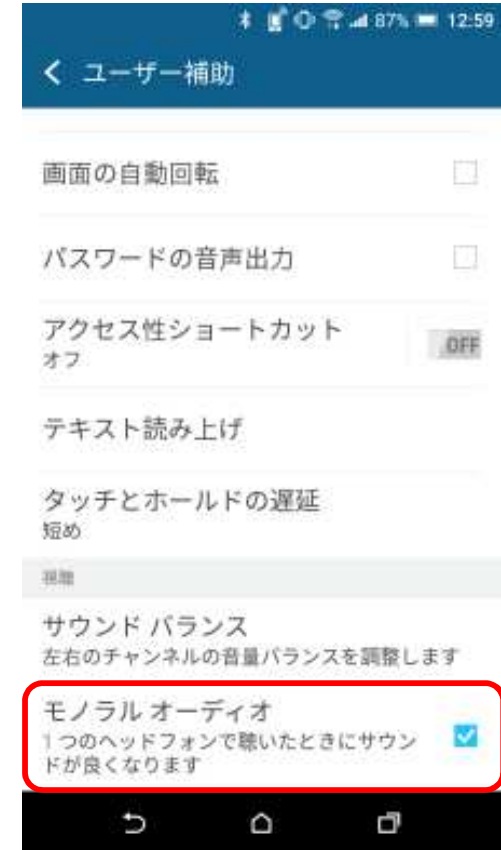 87% 12:59
ユーザー補助
画面の自動回転
パスワードの音声出力
アクセス性ショートカット
オフ
OFF
テキスト読み上げ
タッチとホールドの遅延
短め
サウンド バランス
左右のチャンネルの音量バランスを調整します
モノラル オーディオ
1 つのヘッドフォンで聴いたときにサウン
ドが良くなります